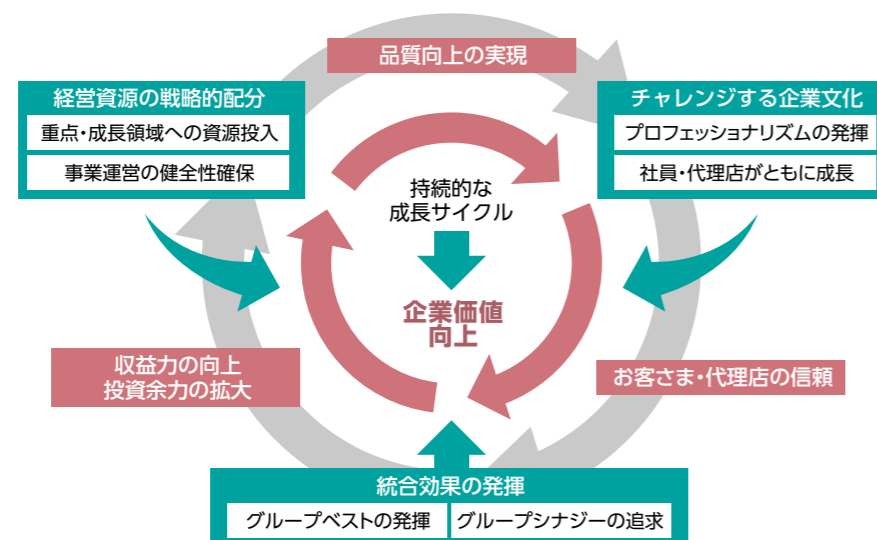 品質向上の実現
経営資源の戦略的配分
重点・成長領域への資源投入
事業運営の健全性確保
チャレンジする企業文化
プロフェッショナリズムの発揮
社員・代理店がともに成長
持続的な
成長サイクル
企業価値
向上
収益力の向上
投資余力の拡大
お客さま・代理店の信頼
統合効果の発揮
グループベストの発揮
グループシナジーの追求